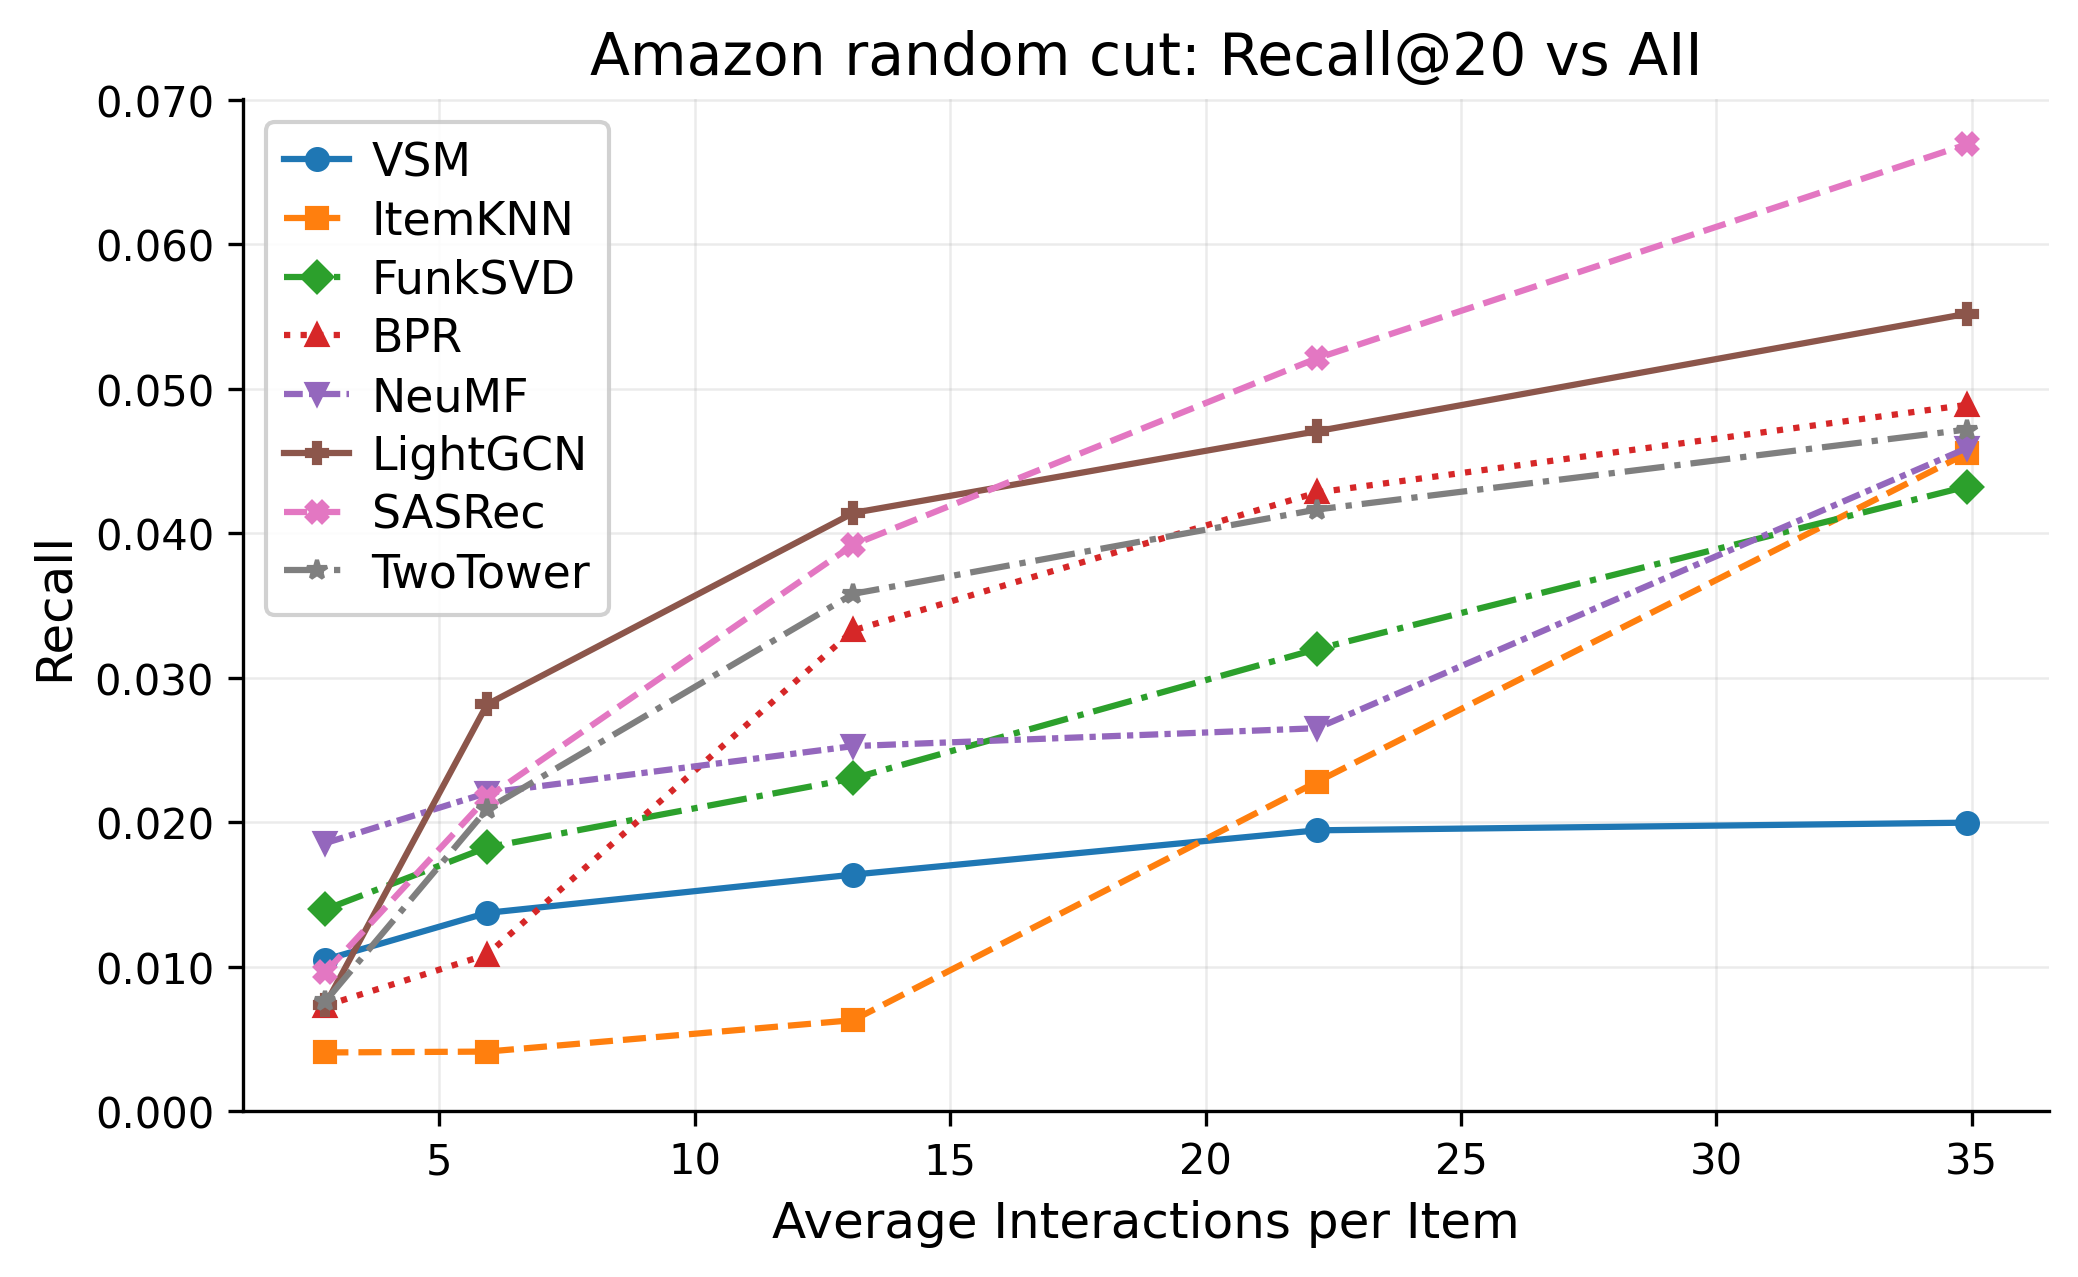 Amazon random cut: Recall@20 vs AII
0.070
0.060
0.050
0.040
0.030
0.020
0.010
0.000
Recall
VSM
ItemKNN
FunkSVD
BPR
NeuMF
LightGCN
SASRec
TwoTower
5 10 15 20 25 30 35
Average Interactions per Item